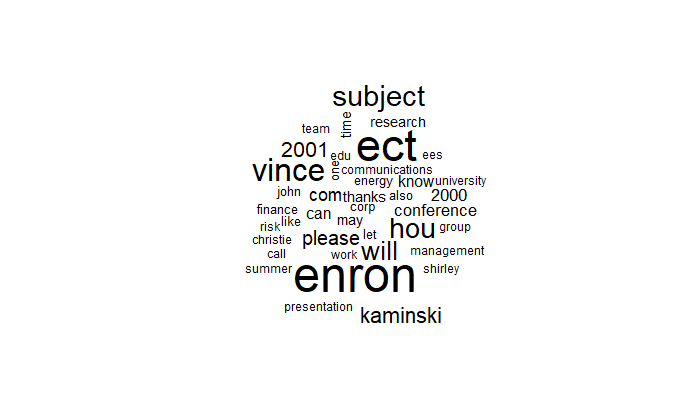 subject
time
research
team
ect
2001
edu
ees
vince
one
communications
energy
know
university
john
com
thanks
also
2000
finance
can
corp
conference
risk
like
may
hou
group
christie
please
let
will
call
work
management
summer
enron
shirley
presentation
kaminski